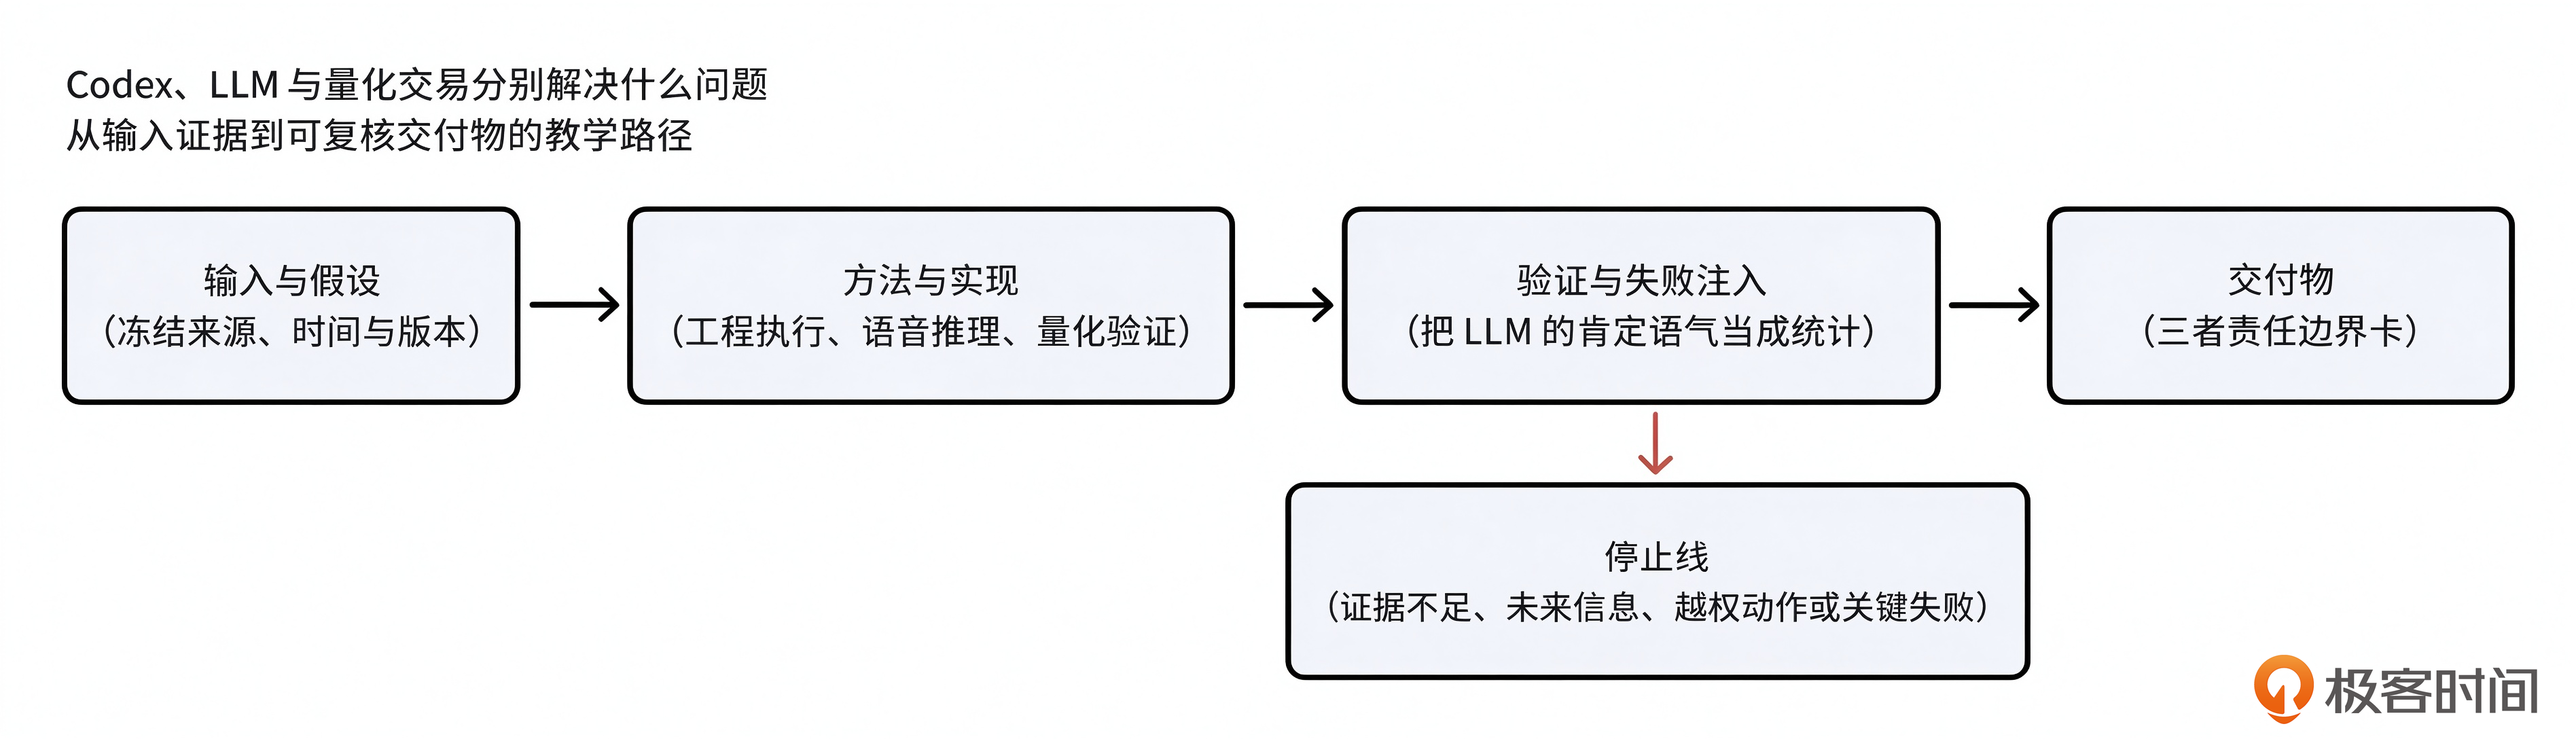 Codex、LLM 与量化交易分别解决什么问题
从输入证据到可复核交付物的教学路径
输入与假设
（冻结来源、时间与版本）
方法与实现
（工程执行、语音推理、量化验证）
验证与失败注入
（把 LLM 的肯定语气当成统计）
交付物
（三者责任边界卡）
停止线
（证据不足、未来信息、越权动作或关键失败）
极客时间